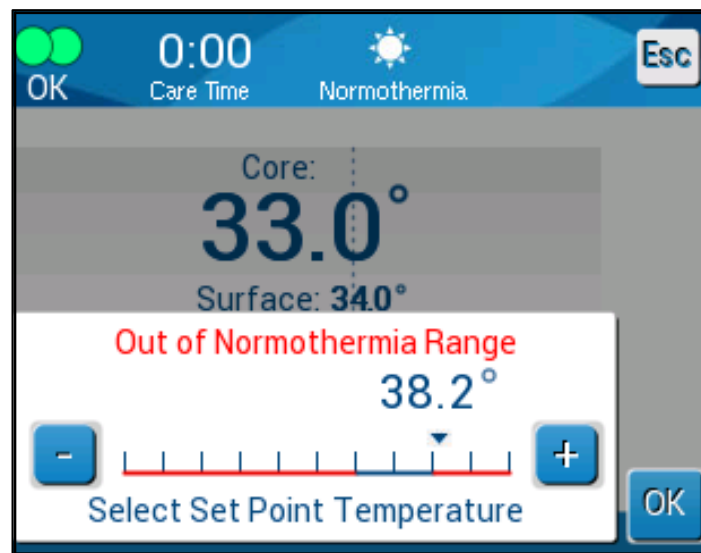 0:00
Esc
OK
Care Time
Normothermia
Core:
33.0°
Surface: 34.0°
Out of Normothermia Range
38.2°
-
+
Select Set Point Temperature
OK